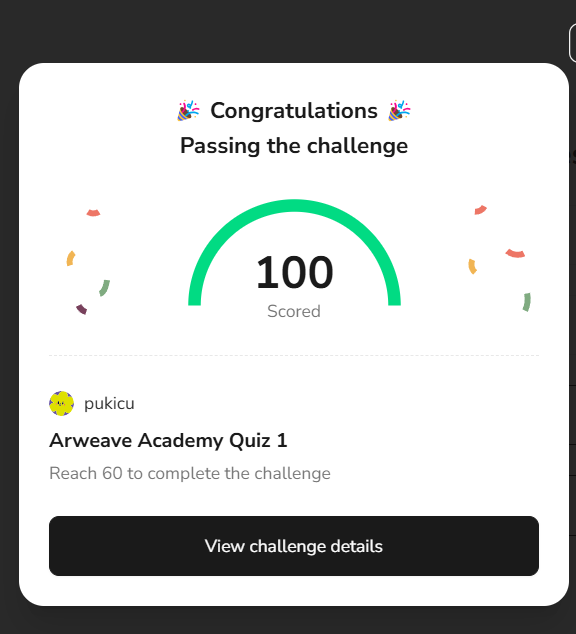 Congratulations
Passing the challenge
100
Scored
pukicu
Arweave Academy Quiz 1
Reach 60 to complete the challenge
View challenge details